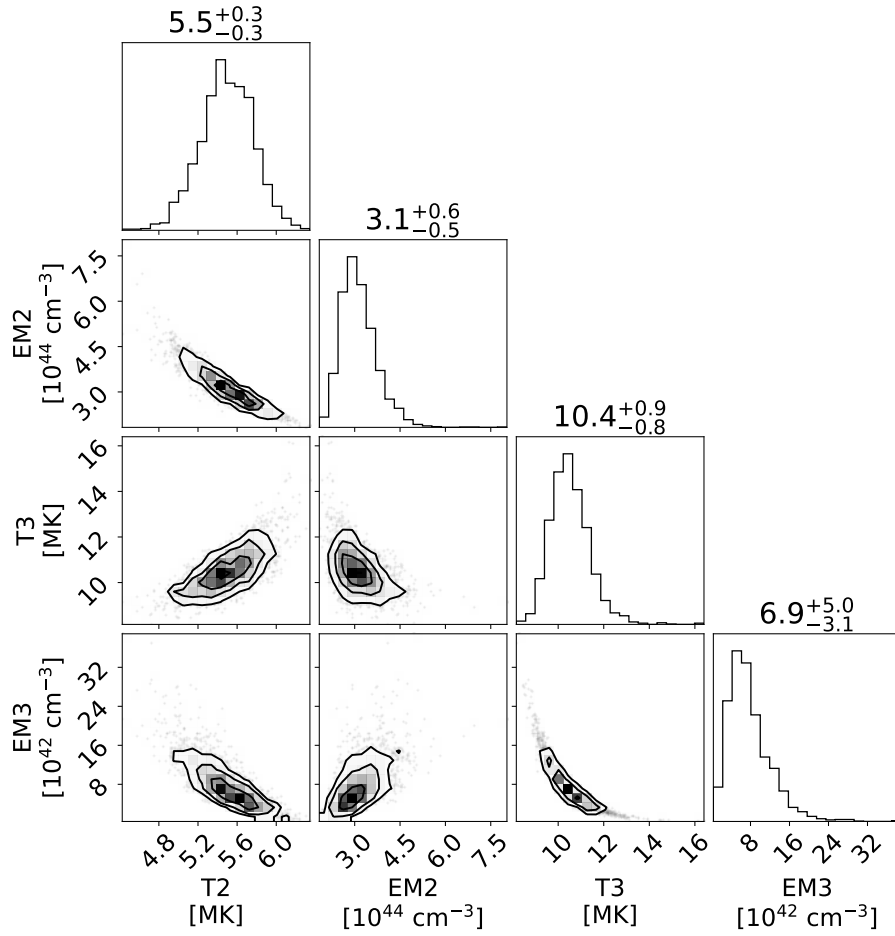 5.5+0.3−0.3
3.1+0.6−0.5
10.4+0.9−0.8
6.9+5.0−3.1
EM2
[10^44 cm^−3]
7.5
6.0
4.5
3.0
T3
[MK]
16
14
12
10
EM3
[10^42 cm^−3]
32
24
16
8
4.8 5.2 5.6 6.0
T2
[MK]
3.0 4.5 6.0 7.5
EM2
[10^44 cm^−3]
10 12 14 16
T3
[MK]
8 16 24 32
EM3
[10^42 cm^−3]